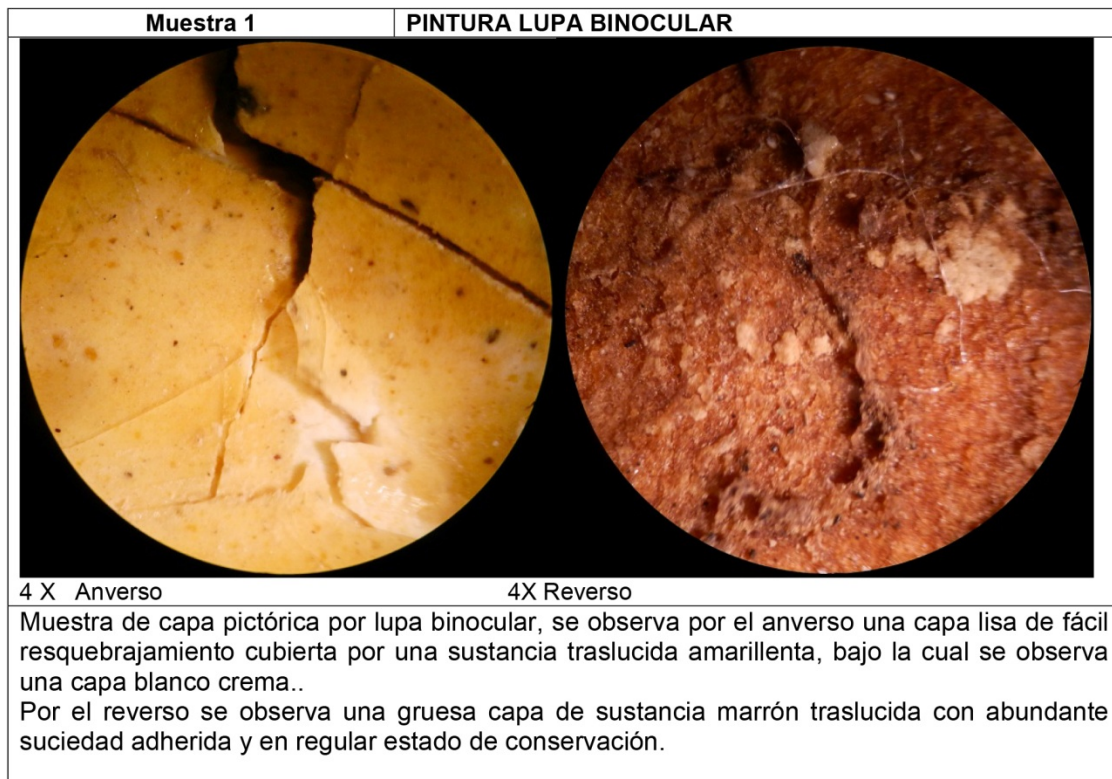 Muestra 1
PINTURA LUPA BINOCULAR
4 X Anverso
4X Reverso
Muestra de capa pictórica por lupa binocular, se observa por el anverso una capa lisa de fácil
resquebrajamiento cubierta por una sustancia traslucida amarillenta, bajo la cual se observa
una capa blanco crema..
Por el reverso se observa una gruesa capa de sustancia marrón traslucida con abundante
suciedad adherida y en regular estado de conservación.